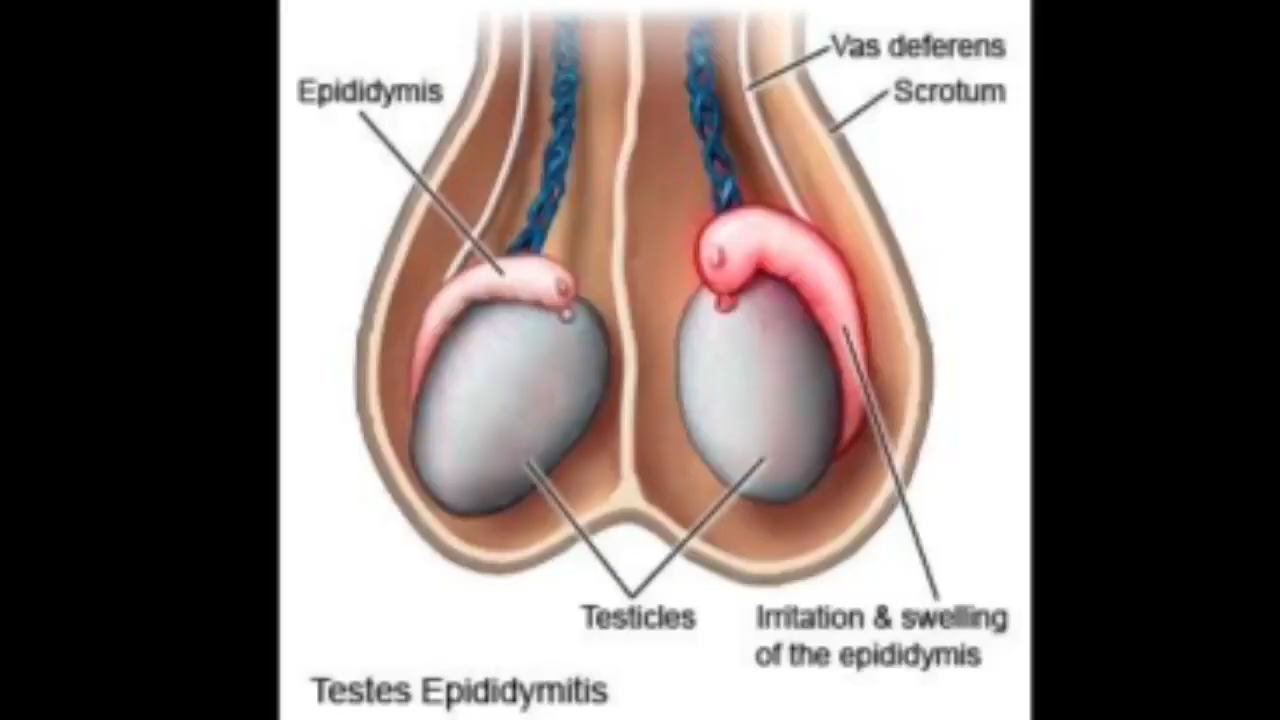 Vas deferens
Epididymis
Scrotum
Testicles
Irritation & swelling
of the epididymis
Testes Epididymitis